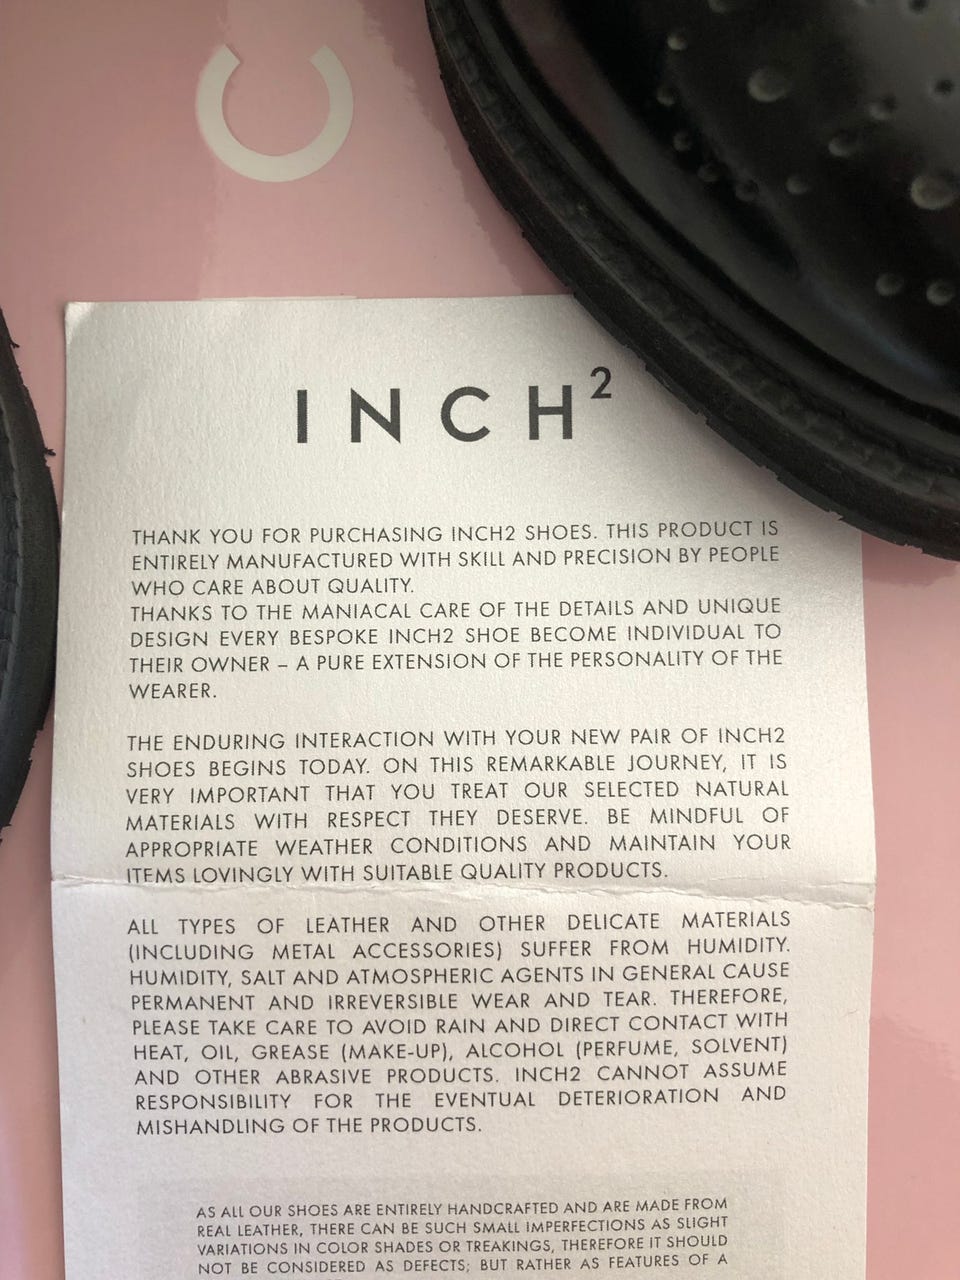 INCH²
THANK YOU FOR PURCHASING INCH2 SHOES. THIS PRODUCT IS
ENTIRELY MANUFACTURED WITH SKILL AND PRECISION BY PEOPLE
WHO CARE ABOUT QUALITY.
THANKS TO THE MANIACAL CARE OF THE DETAILS AND UNIQUE
DESIGN EVERY BESPOKE INCH2 SHOE BECOME INDIVIDUAL TO
THEIR OWNER – A PURE EXTENSION OF THE PERSONALITY OF THE
WEARER.
THE ENDURING INTERACTION WITH YOUR NEW PAIR OF INCH2
SHOES BEGINS TODAY. ON THIS REMARKABLE JOURNEY, IT IS
VERY IMPORTANT THAT YOU TREAT OUR SELECTED NATURAL
MATERIALS WITH RESPECT THEY DESERVE. BE MINDFUL OF
APPROPRIATE WEATHER CONDITIONS AND MAINTAIN YOUR
ITEMS LOVINGLY WITH SUITABLE QUALITY PRODUCTS.
ALL TYPES OF LEATHER AND OTHER DELICATE MATERIALS
(INCLUDING METAL ACCESSORIES) SUFFER FROM HUMIDITY.
HUMIDITY, SALT AND ATMOSPHERIC AGENTS IN GENERAL CAUSE
PERMANENT AND IRREVERSIBLE WEAR AND TEAR. THEREFORE,
PLEASE TAKE CARE TO AVOID RAIN AND DIRECT CONTACT WITH
HEAT, OIL, GREASE (MAKE-UP), ALCOHOL (PERFUME, SOLVENT)
AND OTHER ABRASIVE PRODUCTS. INCH2 CANNOT ASSUME
RESPONSIBILITY FOR THE EVENTUAL DETERIORATION AND
MISHANDLING OF THE PRODUCTS.
AS ALL OUR SHOES ARE ENTIRELY HANDCRAFTED AND ARE MADE FROM
REAL LEATHER, THERE CAN BE SUCH SMALL IMPERFECTIONS AS SLIGHT
VARIATIONS IN COLOR SHADES OR TREAKINGS, THEREFORE IT SHOULD
NOT BE CONSIDERED AS DEFECTS; BUT RATHER AS FEATURES OF A